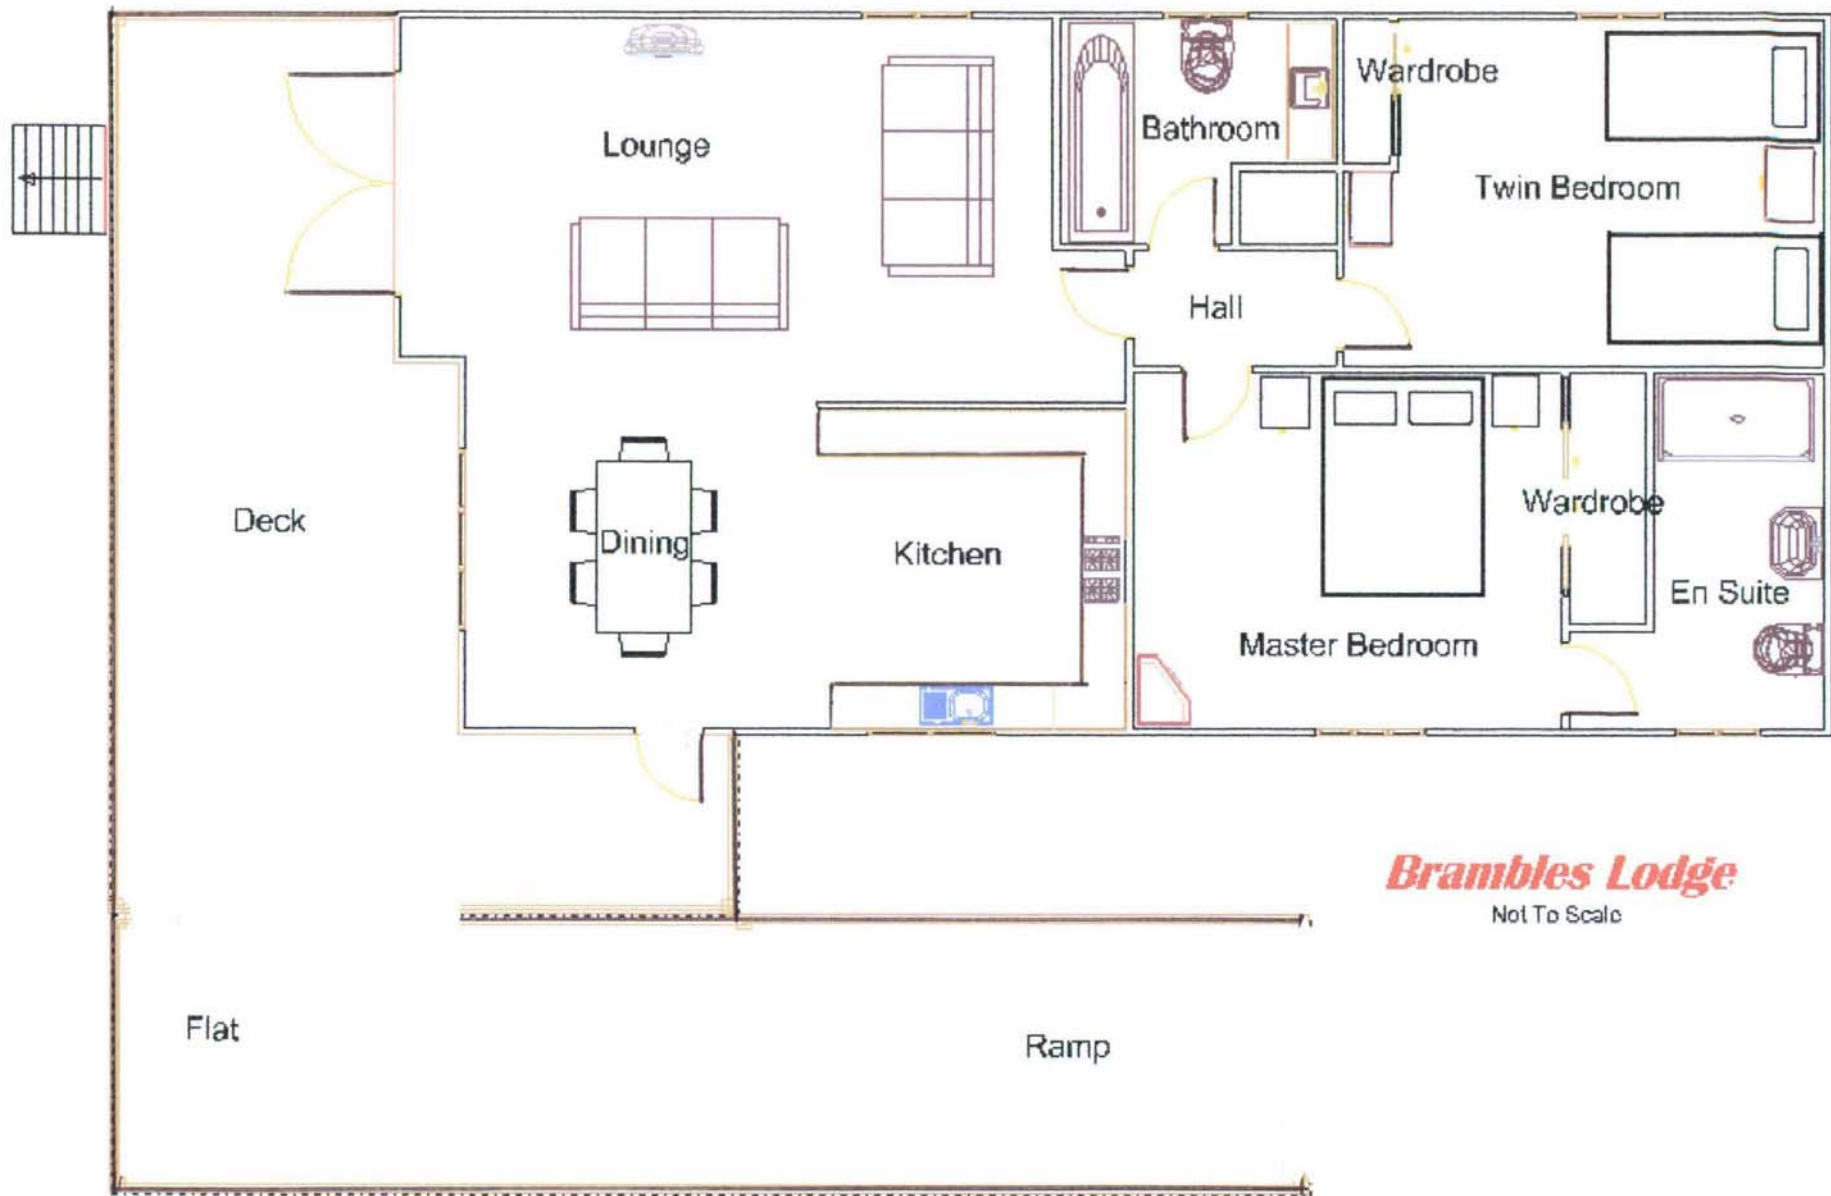 Wardrobe
Lounge
Bathroom
Twin Bedroom
Hall
Deck
Dining
Kitchen
Wardrobe
En Suite
Master Bedroom
Brambles Lodge
Not To Scale
Flat
Ramp